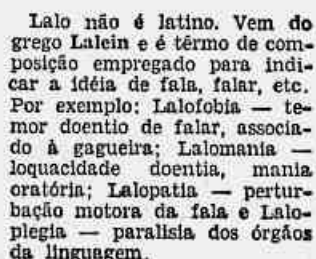 Lalo não é latino. Vem do
grego Lalein e é têrmo de com-
posição empregado para indi-
car a idéia de fala, falar, etc.
Por exemplo: Lalofobia — te-
mor doentio de falar, associa-
do à gagueira; Lalomania —
loquacidade doentia, mania
oratória; Lalopatia — pertur-
bação motora da fala e Lalo-
plegia — paralisia dos órgãos
da linguagem.